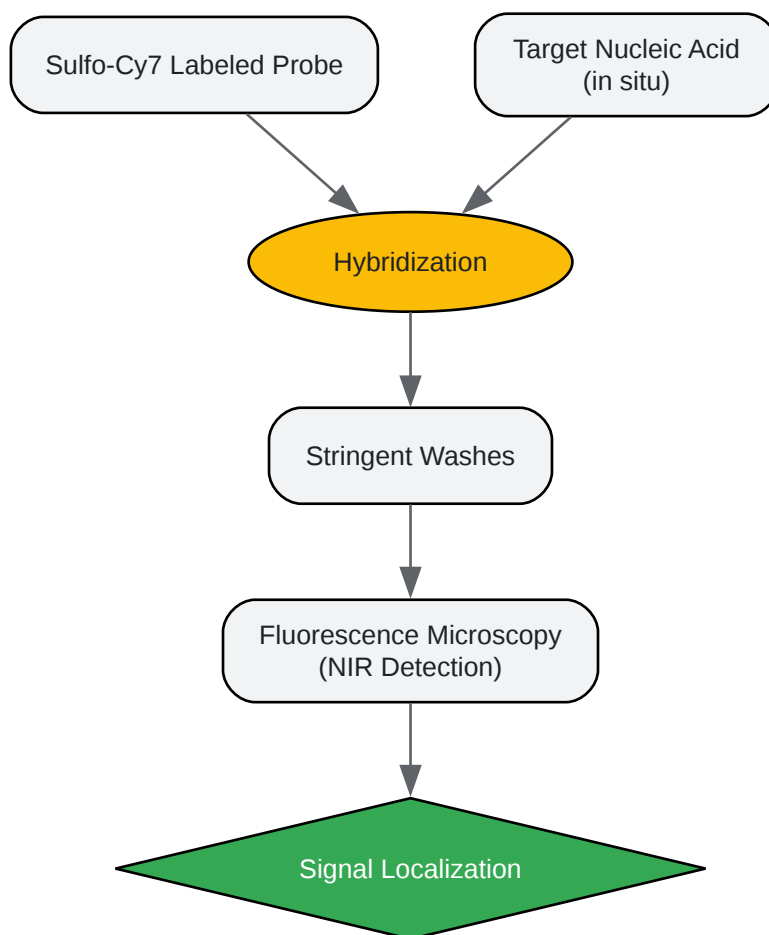 Sulfo-Cy7 Labeled Probe
Target Nucleic Acid
(in situ)
Hybridization
Stringent Washes
Fluorescence Microscopy
(NIR Detection)
Signal Localization